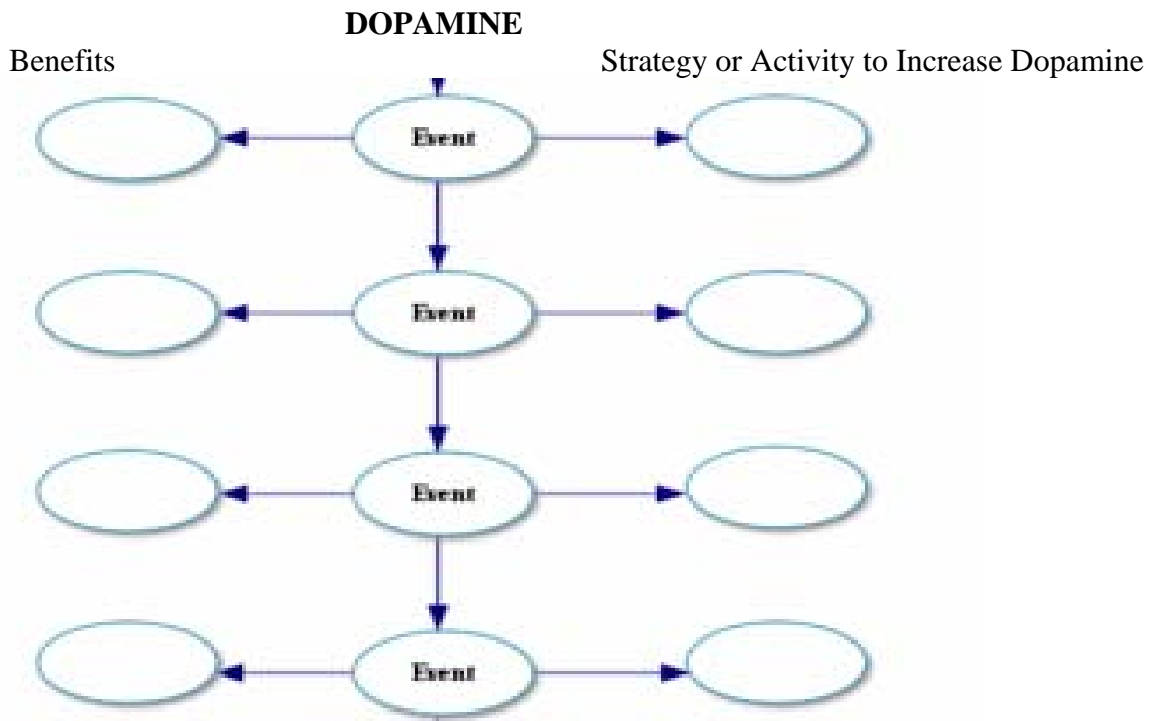 DOPAMINE
Benefits Strategy or Activity to Increase Dopamine
Event
Event
Event
Event